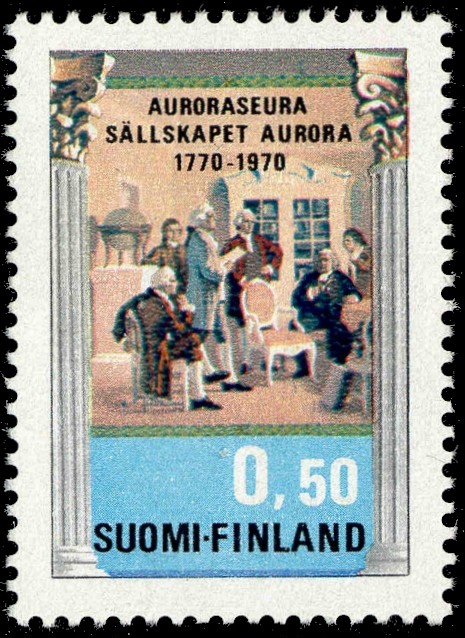 AURORASEURA
SÄLLSKAPET AURORA
1770-1970
0,50
SUOMI·FINLAND